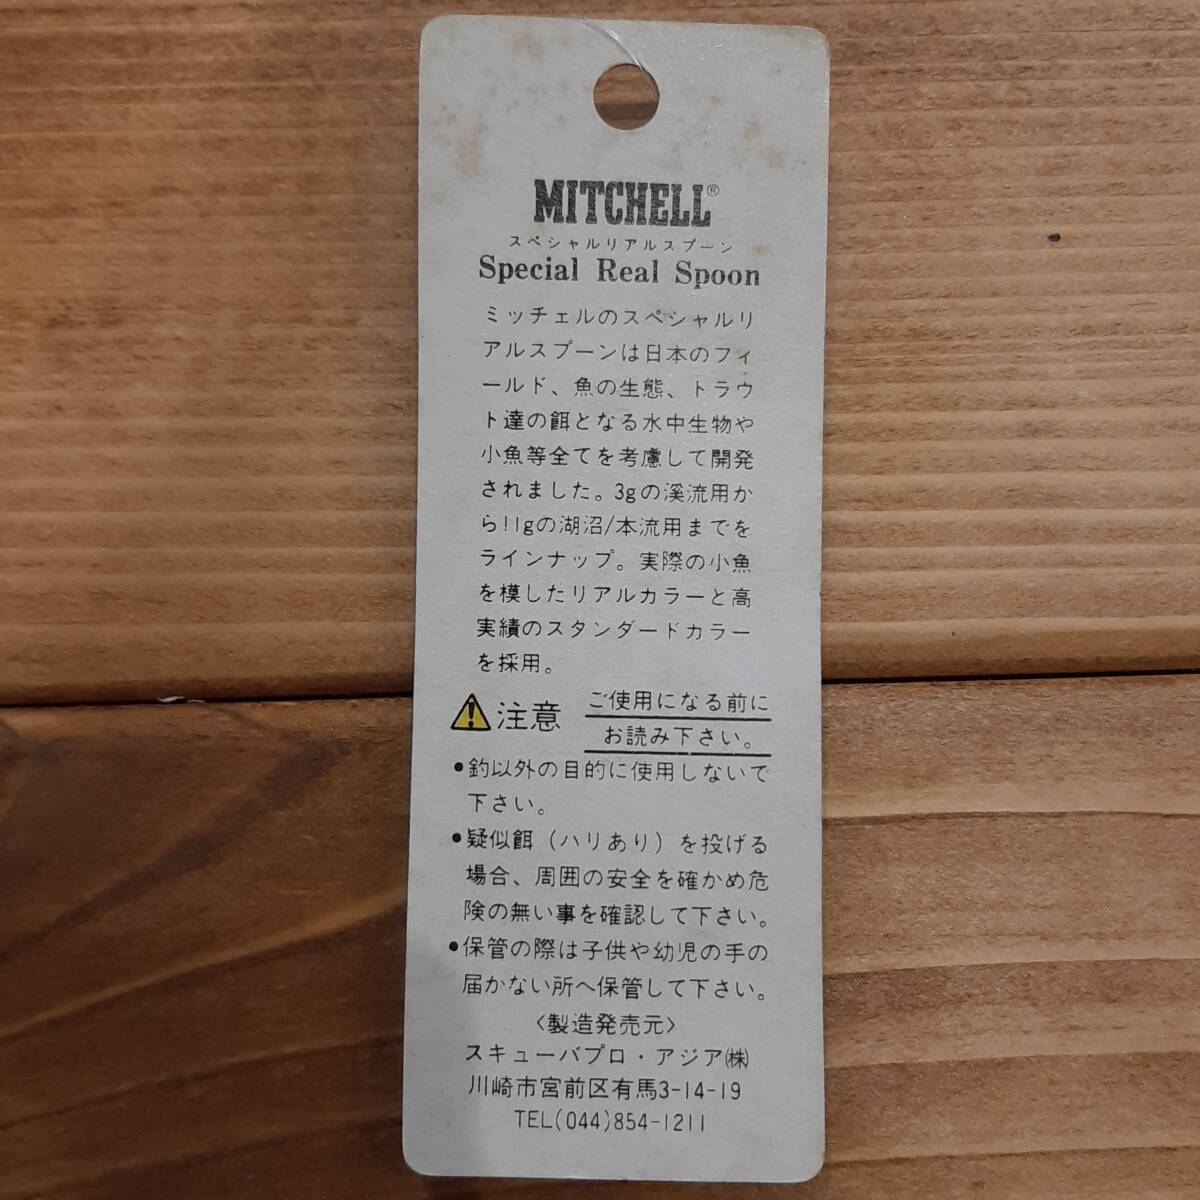 MITCHELL®
スペシャルリアルスプーン
Special Real Spoon
ミッチェルのスペシャルリ
アルスプーンは日本のフィ
ールド、魚の生態、トラウ
ト達の餌となる水中生物や
小魚等全てを考慮して開発
されました。3gの溪流用か
ら11gの湖沼/本流用までを
ラインナップ。実際の小魚
を模したリアルカラーと高
実績のスタンダードカラー
を採用。
注意 ご使用になる前に
お読み下さい。
•釣以外の目的に使用しないで
下さい。
•疑似餌（ハリあり）を投げる
場合、周囲の安全を確かめ危
険の無い事を確認して下さい。
•保管の際は子供や幼児の手の
届かない所へ保管して下さい。
〈製造発売元〉
スキューバプロ・アジア㈱
川崎市宮前区有馬3-14-19
TEL(044)854-1211